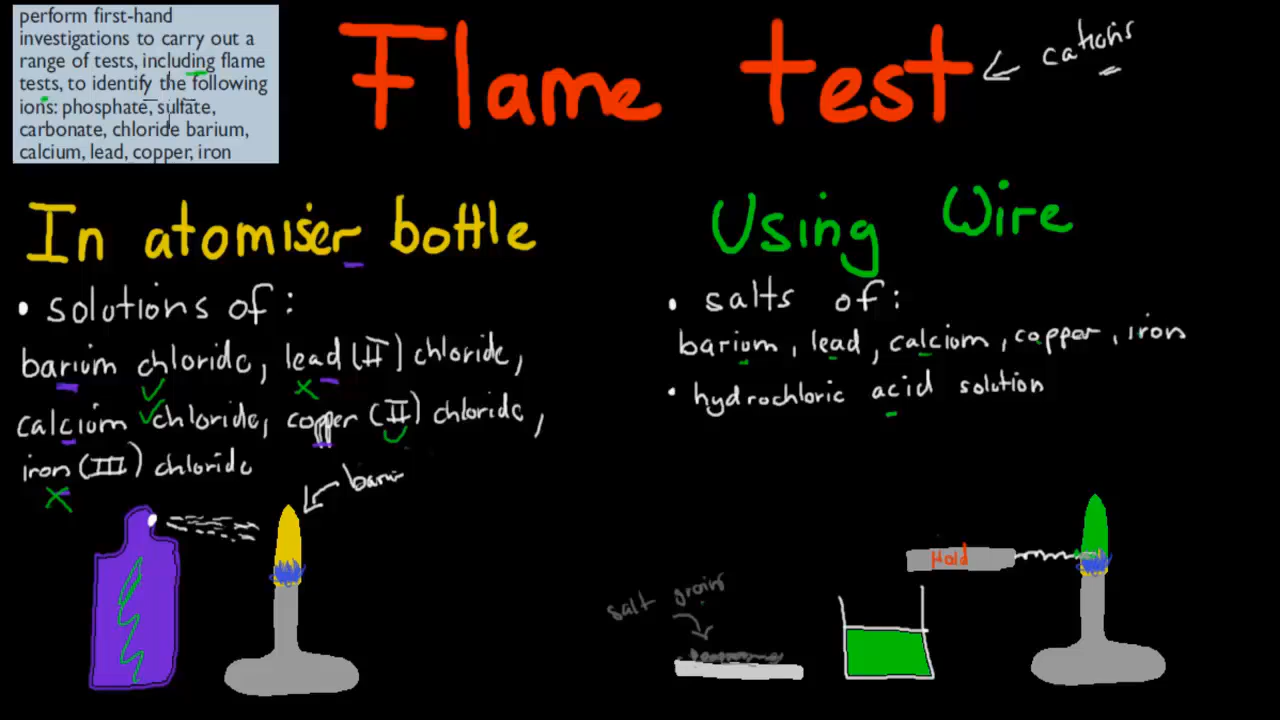 perform first-hand
investigations to carry out a
range of tests, including flame
tests, to identify the following
ions: phosphate, sulfate,
carbonate, chloride barium,
calcium, lead, copper, iron
Flame test
cations
In atomiser bottle
• solutions of:
barium chloride, lead (II) chloride,
calcium chloride, copper (II) chloride,
iron (III) chloride
bariu
Using Wire
• salts of:
barium, lead, calcium, copper, iron
• hydrochloric acid solution
Hold
salt grains